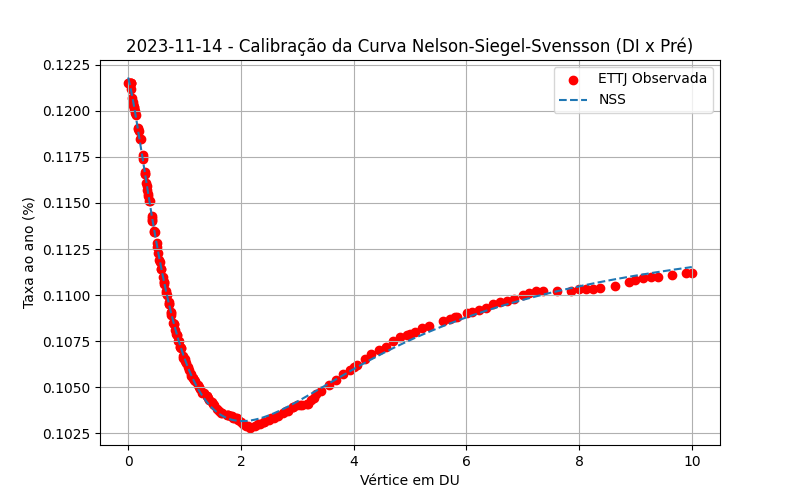 2023-11-14 - Calibração da Curva Nelson-Siegel-Svensson (DI x Pré)
ETTJ Observada
NSS
Taxa ao ano (%)
0.1225
0.1200
0.1175
0.1150
0.1125
0.1100
0.1075
0.1050
0.1025
0 2 4 6 8 10
Vértice em DU